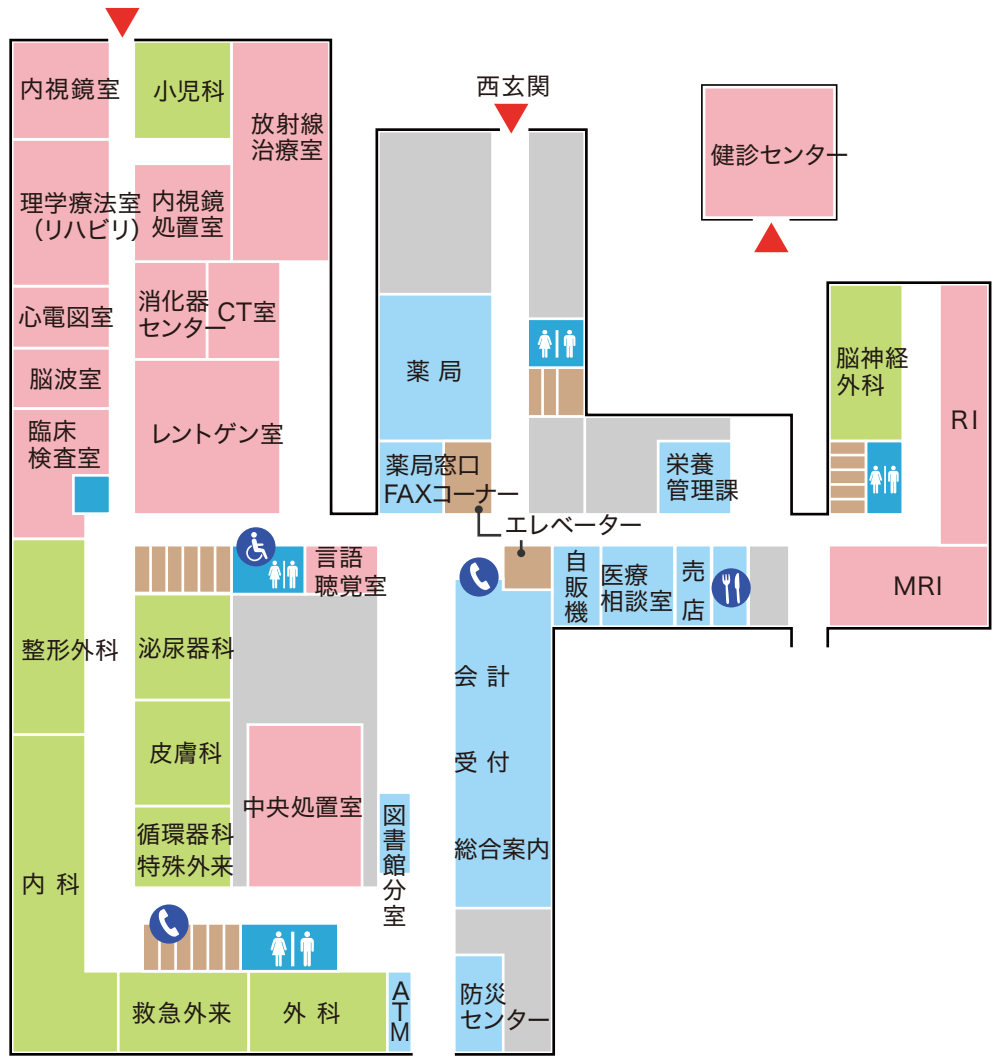 西玄関
内視鏡室
小児科
放射線
治療室
健診センター
理学療法室
(リハビリ)
内視鏡
処置室
心電図室
消化器
センター
CT室
脳波室
薬 局
脳神経
外科
RI
臨床
検査室
レントゲン室
薬局窓口
FAXコーナー
栄養
管理課
エレベーター
言語
聴覚室
自
販
機
医療
相談室
売
店
MRI
整形外科
泌尿器科
会 計
皮膚科
受 付
中央処置室
図
書
館
分
室
循環器科
特殊外来
総合案内
内 科
救急外来
外 科
A
T
M
防災
センター